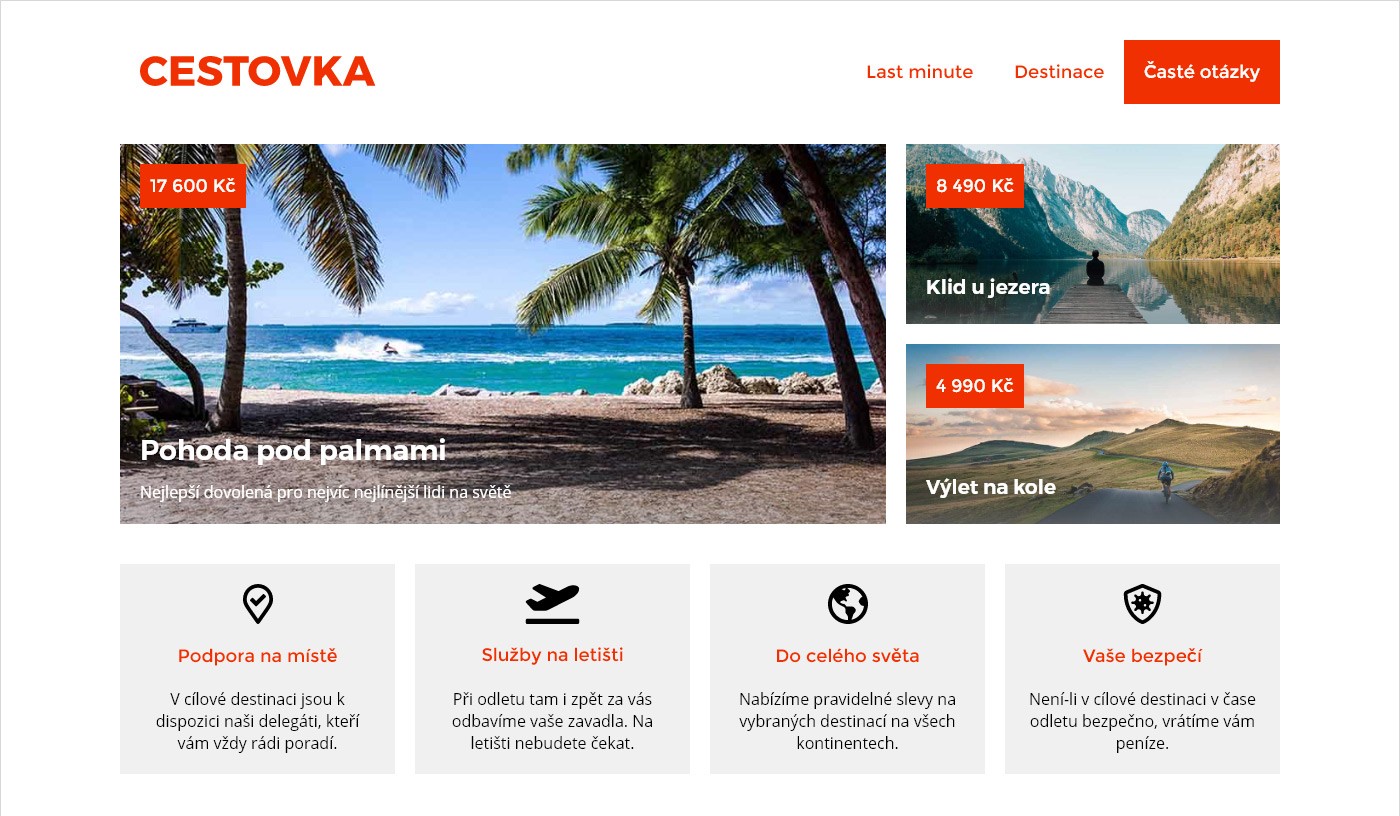 CESTOVKA
Last minute
Destinace
Časté otázky
17 600 Kč
Pohoda pod palmami
Nejlepší dovolená pro nejvíc nejlínější lidi na světě
8 490 Kč
Klid u jezera
4 990 Kč
Výlet na kole
Podpora na místě
V cílové destinaci jsou k
dispozici naši delegáti, kteří
vám vždy rádi poradí.
Služby na letišti
Při odletu tam i zpět za vás
odbavíme vaše zavadla. Na
letišti nebudete čekat.
Do celého světa
Nabízíme pravidelné slevy na
vybraných destinací na všech
kontinentech.
Vaše bezpečí
Není-li v cílové destinaci v čase
odletu bezpečno, vrátíme vám
peníze.